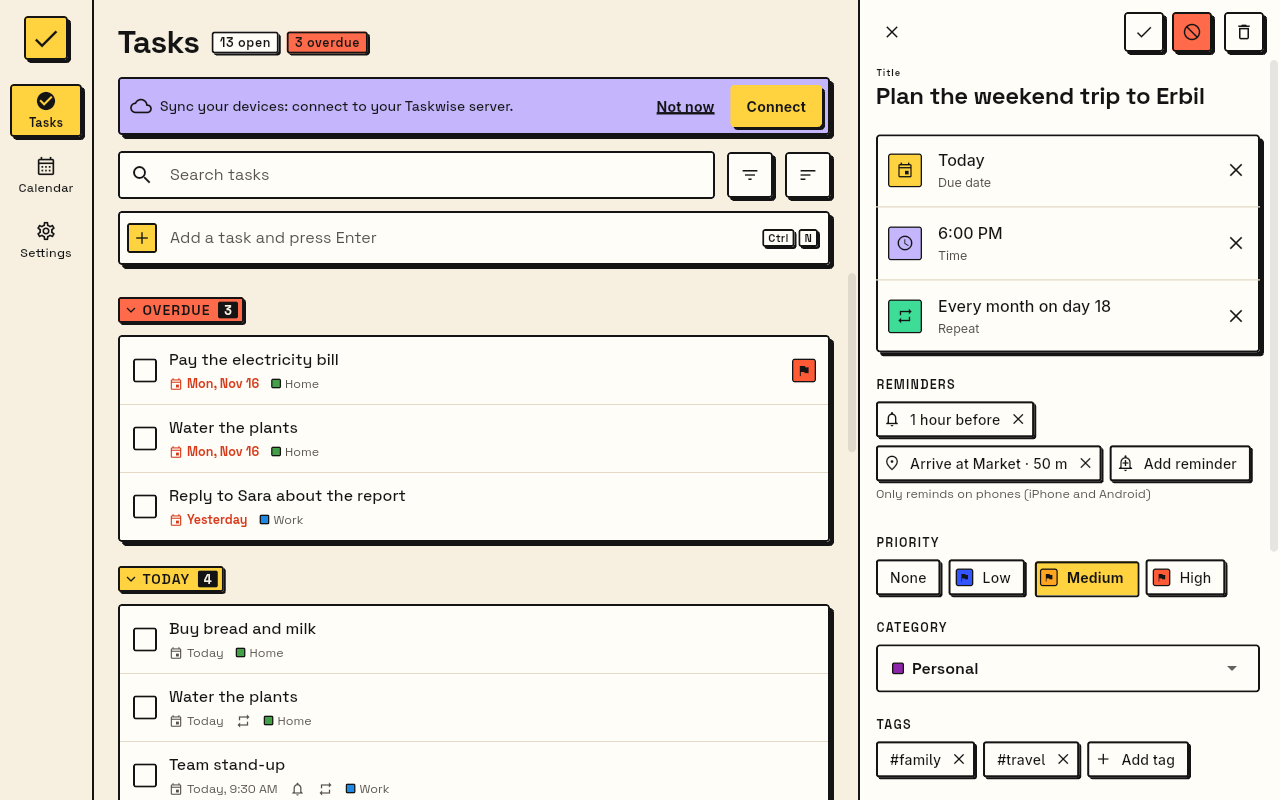 Tasks
Calendar
Settings
Tasks
13 open
3 overdue
Sync your devices: connect to your Taskwise server.
Not now
Connect
Search tasks
Add a task and press Enter
Ctrl
N
OVERDUE 3
Pay the electricity bill
Mon, Nov 16
Home
Water the plants
Mon, Nov 16
Home
Reply to Sara about the report
Yesterday
Work
TODAY 4
Buy bread and milk
Today
Home
Water the plants
Today
Home
Team stand-up
Today, 9:30 AM
Work
Title
Plan the weekend trip to Erbil
Today
Due date
6:00 PM
Time
Every month on day 18
Repeat
REMINDERS
1 hour before
Arrive at Market · 50 m
Add reminder
Only reminds on phones (iPhone and Android)
PRIORITY
None
Low
Medium
High
CATEGORY
Personal
TAGS
#family
#travel
Add tag